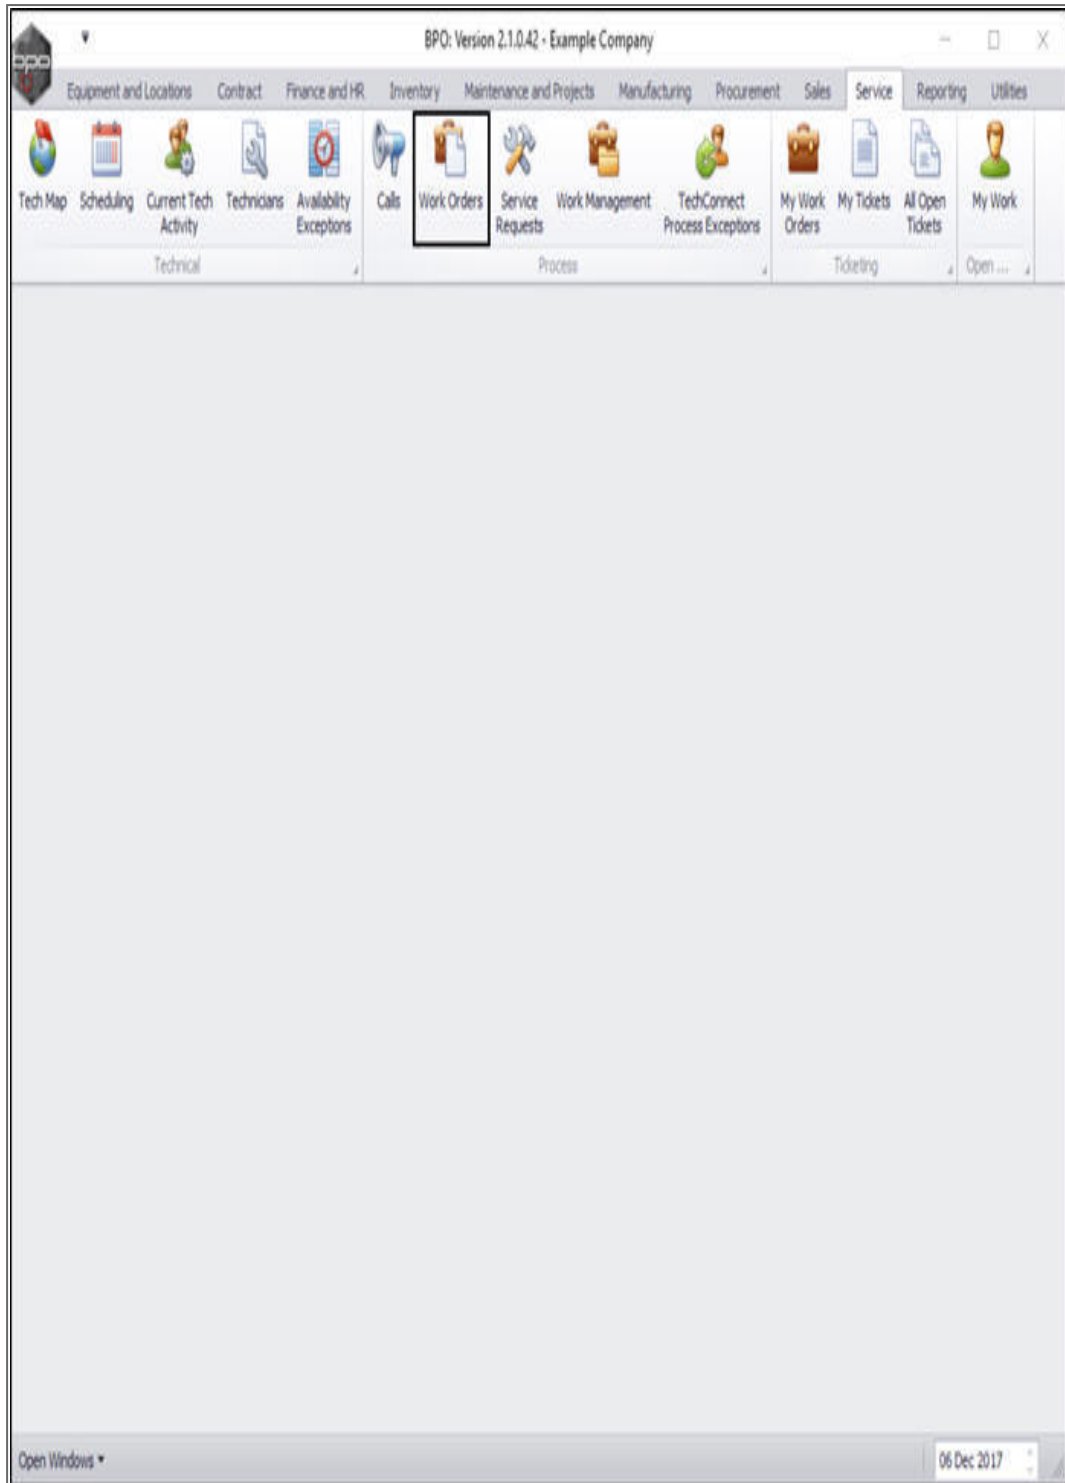 BPO: Version 2.1.0.42 - Example Company
bpo
Equipment and Locations Contract Finance and HR Inventory Maintenance and Projects Manufacturing Procurement Sales Service Reporting Utilities
Tech Map Scheduling Current Tech Technicians Availability Calls Work Orders Service Work Management TechConnect My Work My Tickets All Open My Work
Activity Exceptions Requests Process Exceptions Orders Tickets
Technical Process Ticketing Open ...
Open Windows 06 Dec 2017